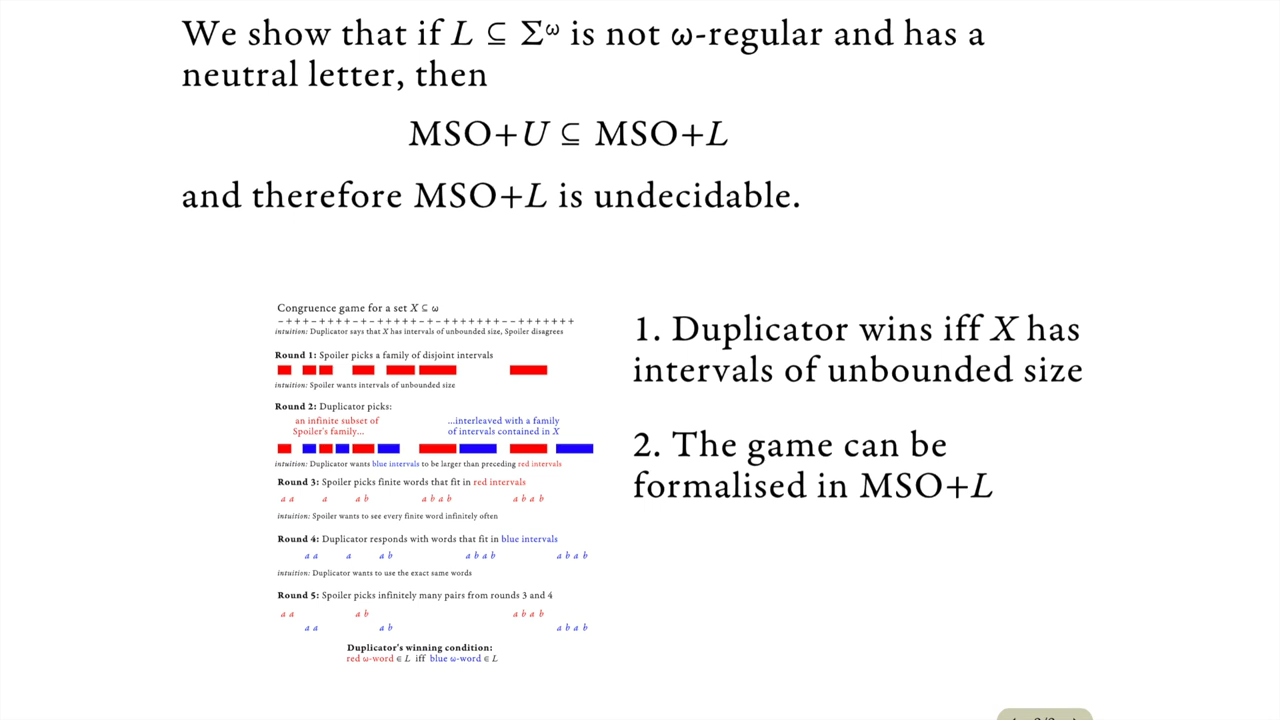 We show that if L ⊆ Σ^ω is not ω-regular and has a
neutral letter, then
MSO+U ⊆ MSO+L
and therefore MSO+L is undecidable.
Congruence game for a set X ⊆ ω
− + + + − + + + + − + − + + + + + − + − + + + + + + + − − + + + + + + +
intuition: Duplicator says that X has intervals of unbounded size, Spoiler disagrees
Round 1: Spoiler picks a family of disjoint intervals
intuition: Spoiler wants intervals of unbounded size
Round 2: Duplicator picks:
an infinite subset of ...interleaved with a family
Spoiler's family... of intervals contained in X
intuition: Duplicator wants blue intervals to be larger than preceding red intervals
Round 3: Spoiler picks finite words that fit in red intervals
a a a a b a b a b a b a b
intuition: Spoiler wants to see every finite word infinitely often
Round 4: Duplicator responds with words that fit in blue intervals
a a a a b a b a b a b a b
intuition: Duplicator wants to use the exact same words
Round 5: Spoiler picks infinitely many pairs from rounds 3 and 4
a a a b a b a b
a a a b a b a b
Duplicator's winning condition:
red ω-word ∈ L iff blue ω-word ∈ L
1. Duplicator wins iff X has
intervals of unbounded size
2. The game can be
formalised in MSO+L